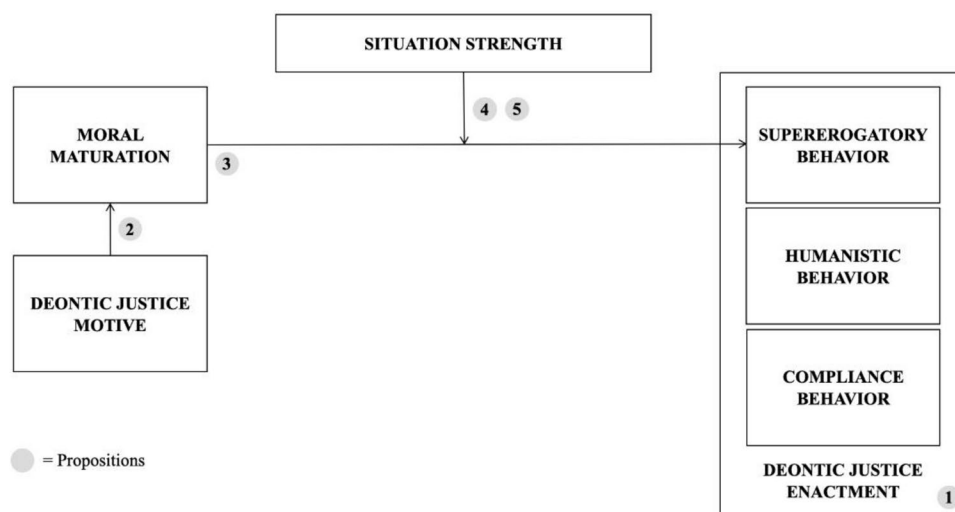 SITUATION STRENGTH
4 5
MORAL
MATURATION
3
2
DEONTIC JUSTICE
MOTIVE
SUPEREROGATORY
BEHAVIOR
HUMANISTIC
BEHAVIOR
COMPLIANCE
BEHAVIOR
DEONTIC JUSTICE
ENACTMENT
1
= Propositions